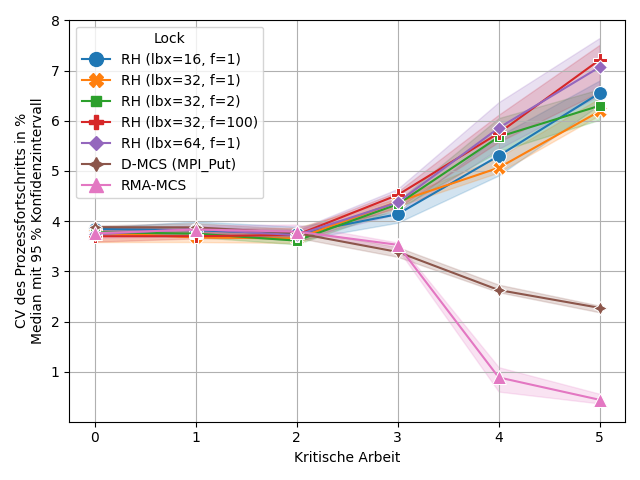 8
7
6
5
4
3
2
1
CV des Prozessfortschritts in %
Median mit 95 % Konfidenzintervall
Lock
RH (lbx=16, f=1)
RH (lbx=32, f=1)
RH (lbx=32, f=2)
RH (lbx=32, f=100)
RH (lbx=64, f=1)
D-MCS (MPI_Put)
RMA-MCS
0 1 2 3 4 5
Kritische Arbeit